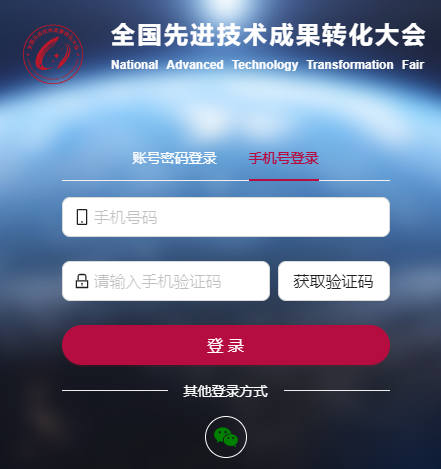 全国先进技术成果转化大会
National Advanced Technology Transformation Fair
账号密码登录 手机号登录
手机号码
请输入手机验证码 获取验证码
登 录
其他登录方式